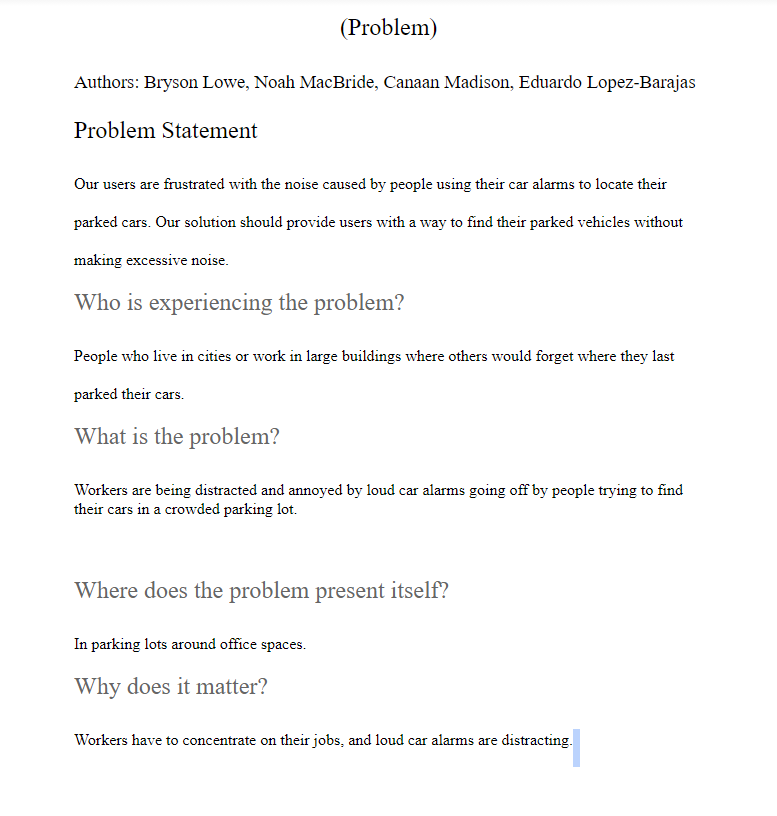 (Problem)
Authors: Bryson Lowe, Noah MacBride, Canaan Madison, Eduardo Lopez-Barajas
Problem Statement
Our users are frustrated with the noise caused by people using their car alarms to locate their
parked cars. Our solution should provide users with a way to find their parked vehicles without
making excessive noise.
Who is experiencing the problem?
People who live in cities or work in large buildings where others would forget where they last
parked their cars.
What is the problem?
Workers are being distracted and annoyed by loud car alarms going off by people trying to find
their cars in a crowded parking lot.
Where does the problem present itself?
In parking lots around office spaces.
Why does it matter?
Workers have to concentrate on their jobs, and loud car alarms are distracting.